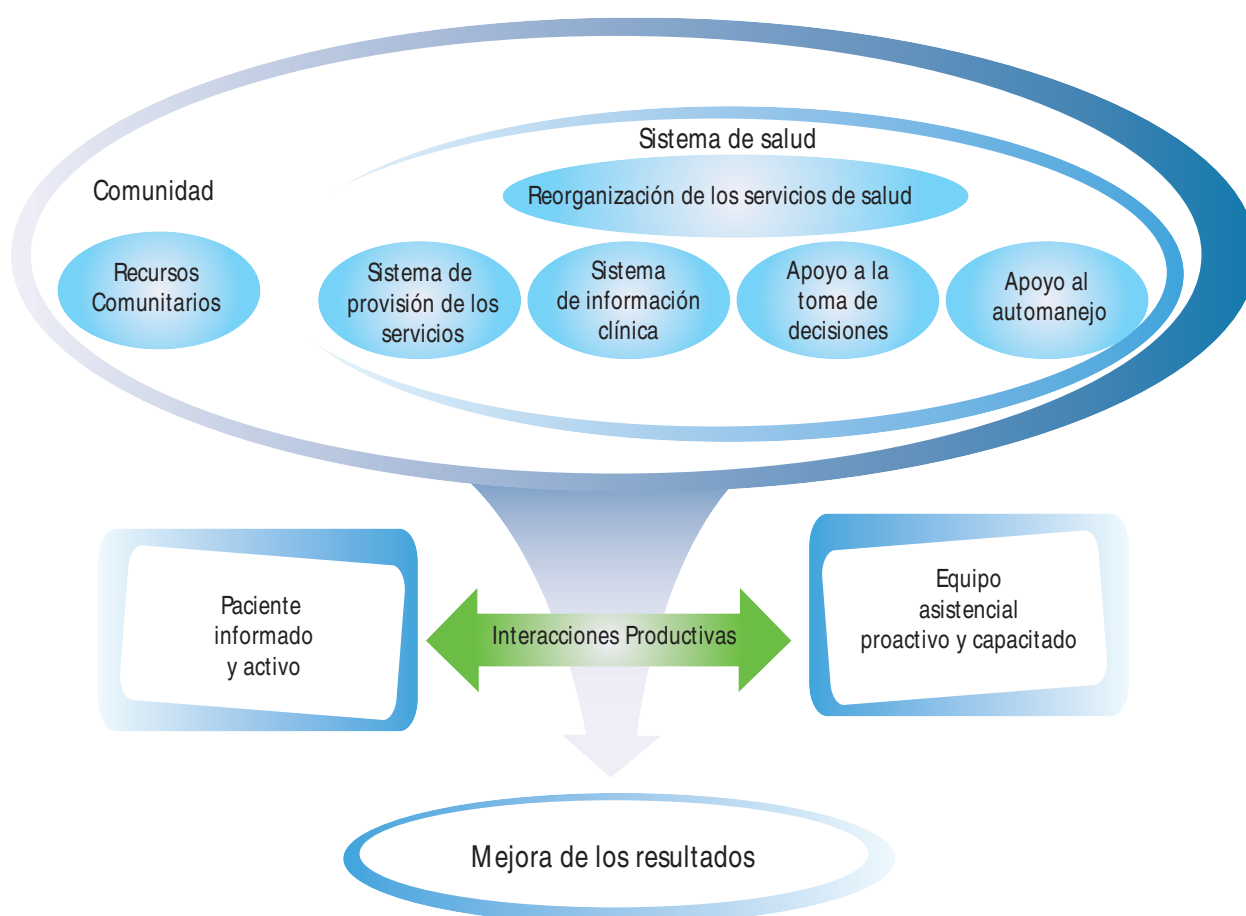 Sistema de salud
Reorganización de los servicios de salud
Comunidad
Recursos
Comunitarios
Sistema de
provisión de los
servicios
Sistema
de información
clínica
Apoyo a la
toma de
decisiones
Apoyo al
automanejo
Paciente
informado
y activo
Interacciones Productivas
Equipo
asistencial
proactivo y capacitado
Mejora de los resultados